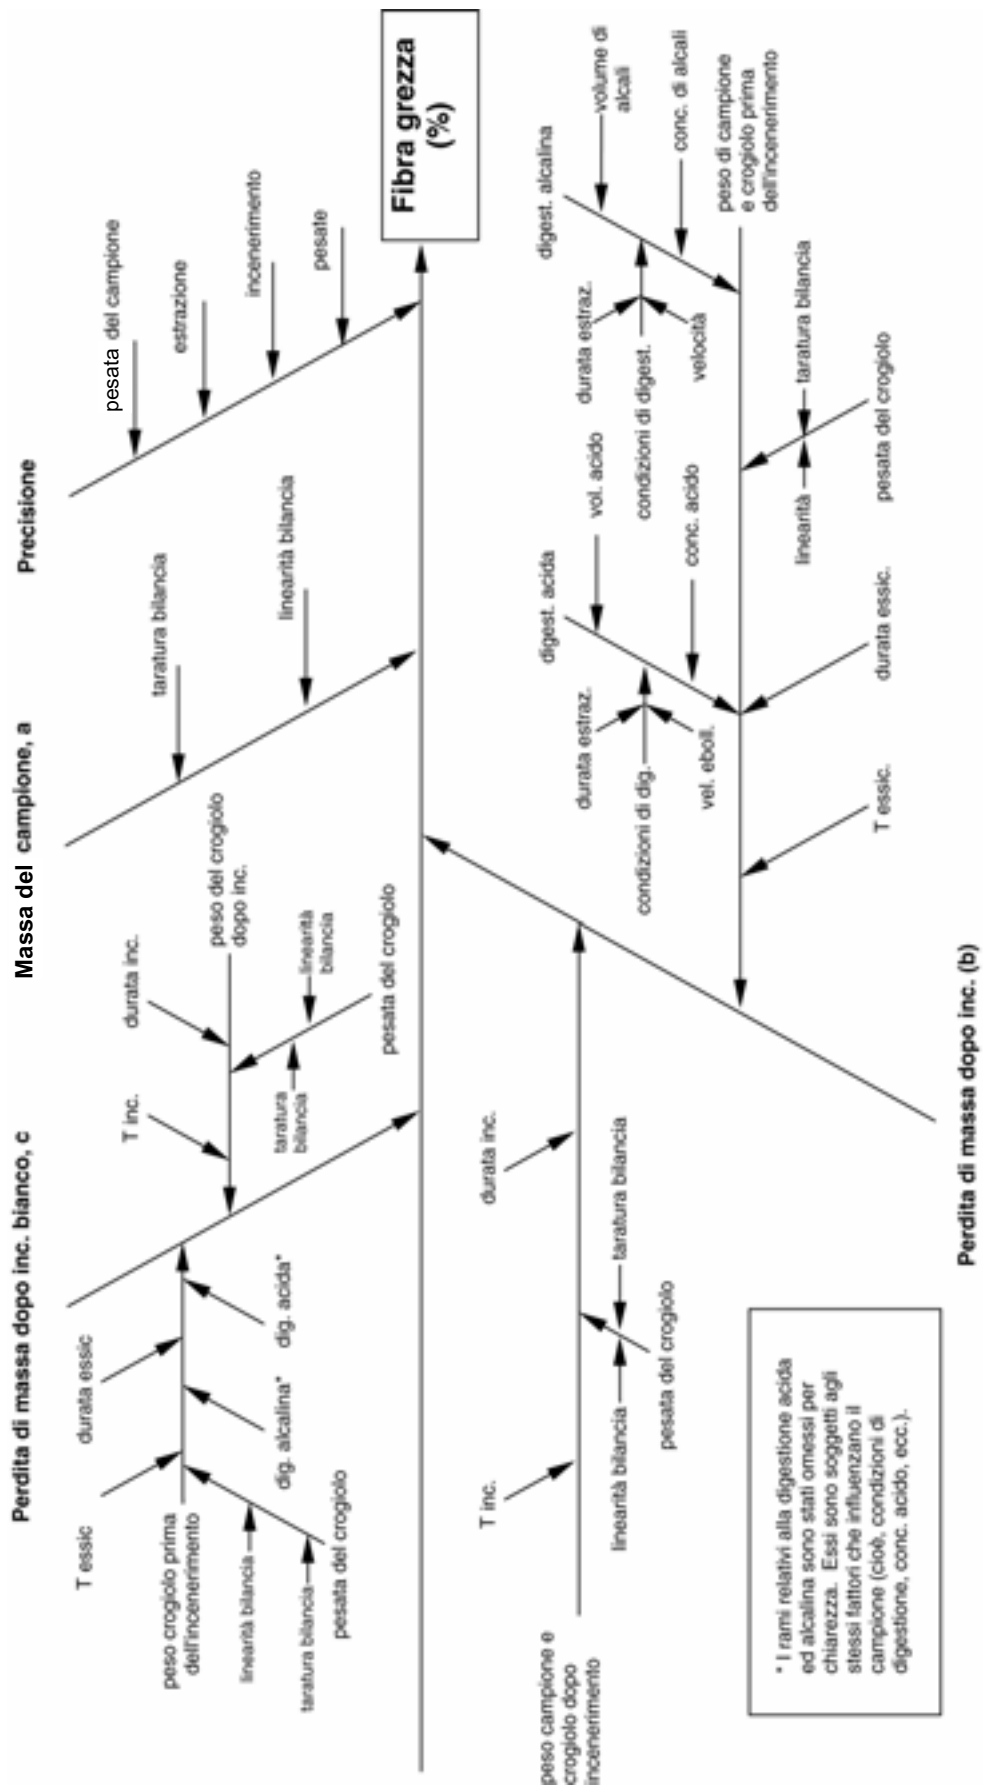 Perdita di massa dopo inc. bianco, c
Massa del campione, a
Precisione
T essic
durata essic
peso crogiolo prima
dell'incenerimento
linearità bilancia
taratura bilancia
pesata del crogiolo
dig. alcalina*
dig. acida*
T inc.
durata inc.
peso del crogiolo
dopo inc.
taratura
bilancia
linearità
bilancia
pesata del crogiolo
taratura bilancia
linearità bilancia
pesata del campione
estrazione
incenerimento
pesate
Fibra grezza
(%)
peso campione e
crogiolo dopo
incenerimento
T inc.
durata inc.
linearità bilancia
taratura bilancia
pesata del crogiolo
digest. acida
vol. acido
durata estraz.
condizioni di dig.
vel. eboll.
conc. acido
digest. alcalina
volume di
alcali
durata estraz.
condizioni di digest.
velocità
conc. di alcali
peso di campione
e crogiolo prima
dell'incenerimento
T essic.
durata essic.
linearità
taratura bilancia
pesata del crogiolo
* I rami relativi alla digestione acida
ed alcalina sono stati omessi per
chiarezza. Essi sono soggetti agli
stessi fattori che influenzano il
campione (cioè, condizioni di
digestione, conc. acido, ecc.).
Perdita di massa dopo inc. (b)